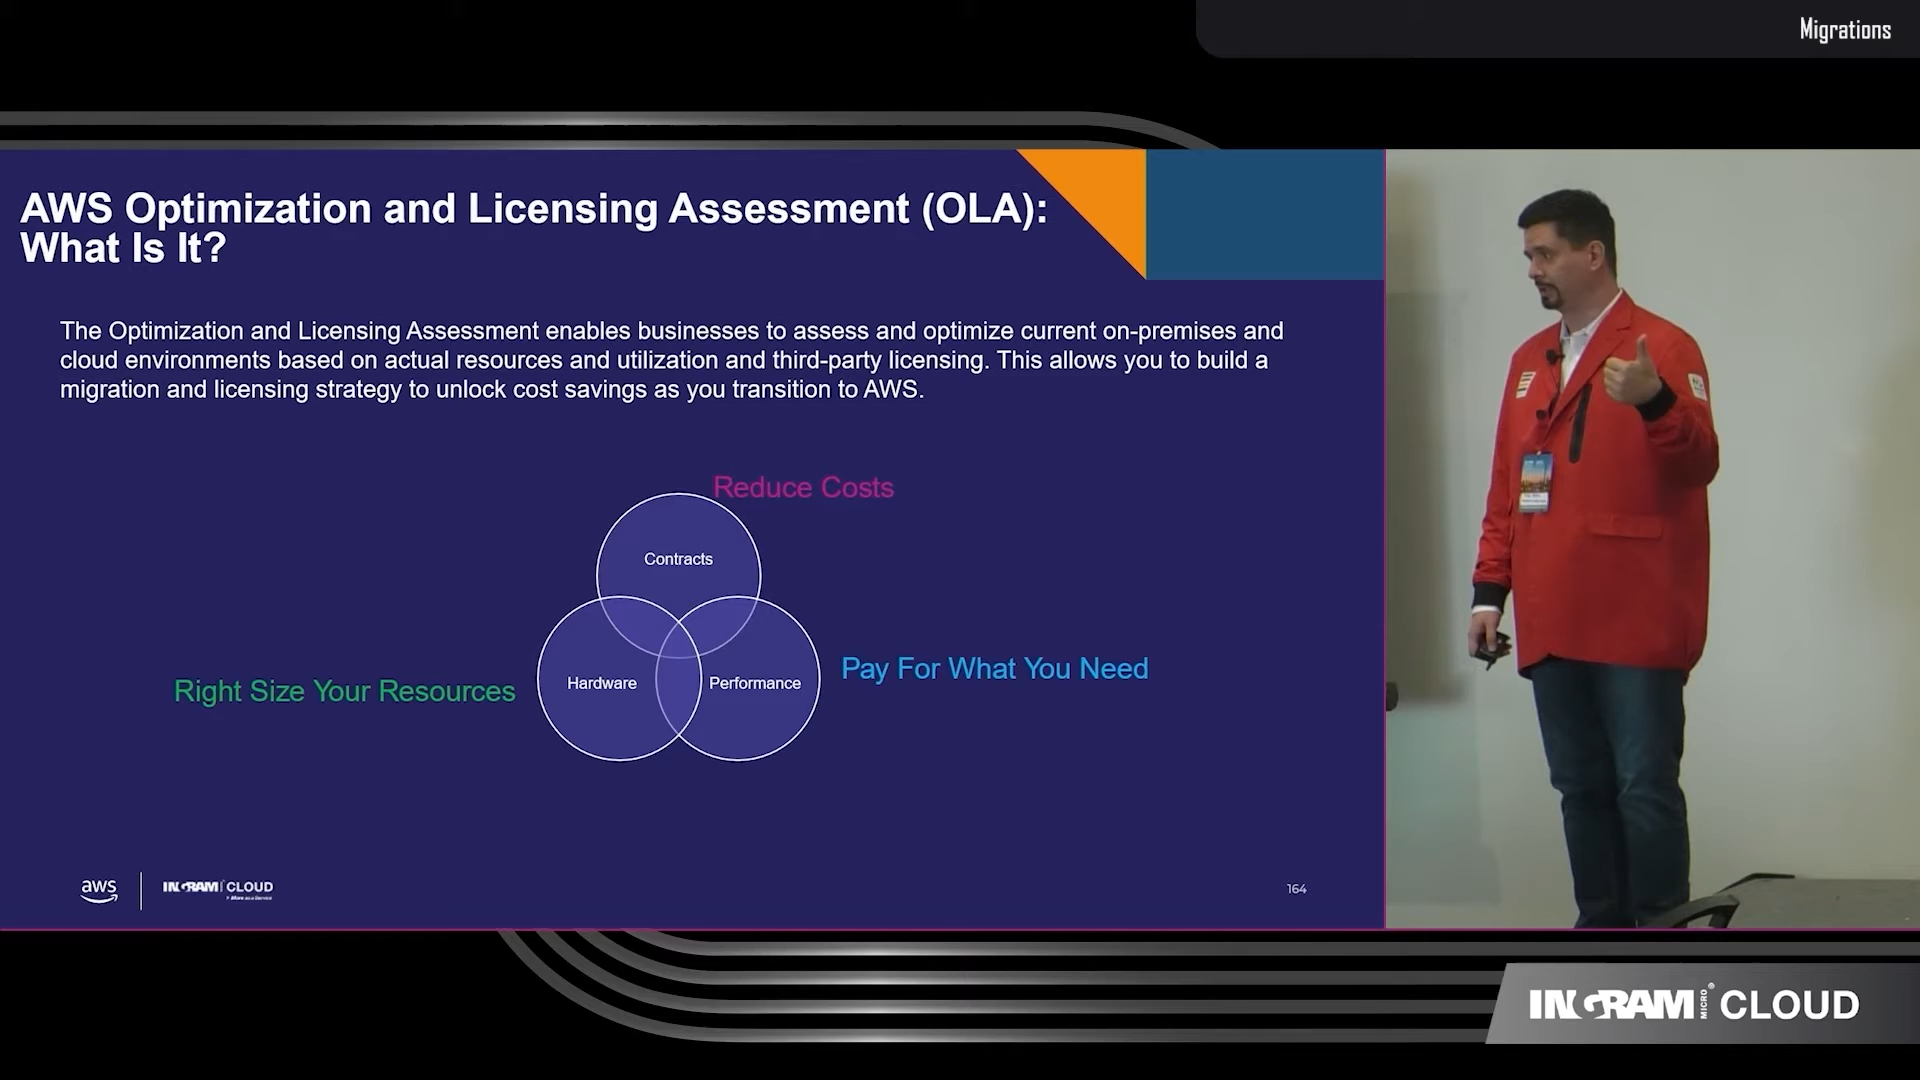 Migrations
AWS Optimization and Licensing Assessment (OLA):
What Is It?
The Optimization and Licensing Assessment enables businesses to assess and optimize current on-premises and
cloud environments based on actual resources and utilization and third-party licensing. This allows you to build a
migration and licensing strategy to unlock cost savings as you transition to AWS.
Reduce Costs
Contracts
Hardware
Performance
Right Size Your Resources
Pay For What You Need
aws
INGRAM CLOUD
More as a Service
164
INGRAM MICRO® CLOUD